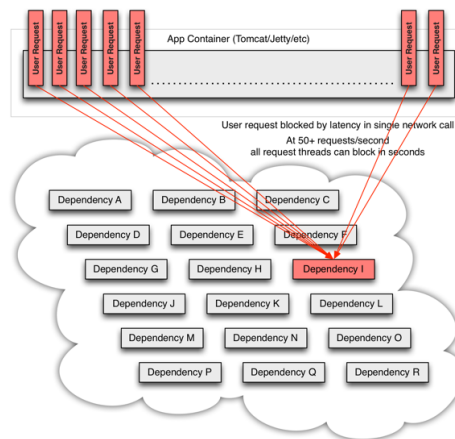 App Container (Tomcat/Jetty/etc)
User Request
User Request
User Request
User Request
User Request
User Request
User Request
User request blocked by latency in single network call
At 50+ requests/second
all request threads can block in seconds
Dependency A
Dependency B
Dependency C
Dependency D
Dependency E
Dependency F
Dependency G
Dependency H
Dependency I
Dependency J
Dependency K
Dependency L
Dependency M
Dependency N
Dependency O
Dependency P
Dependency Q
Dependency R